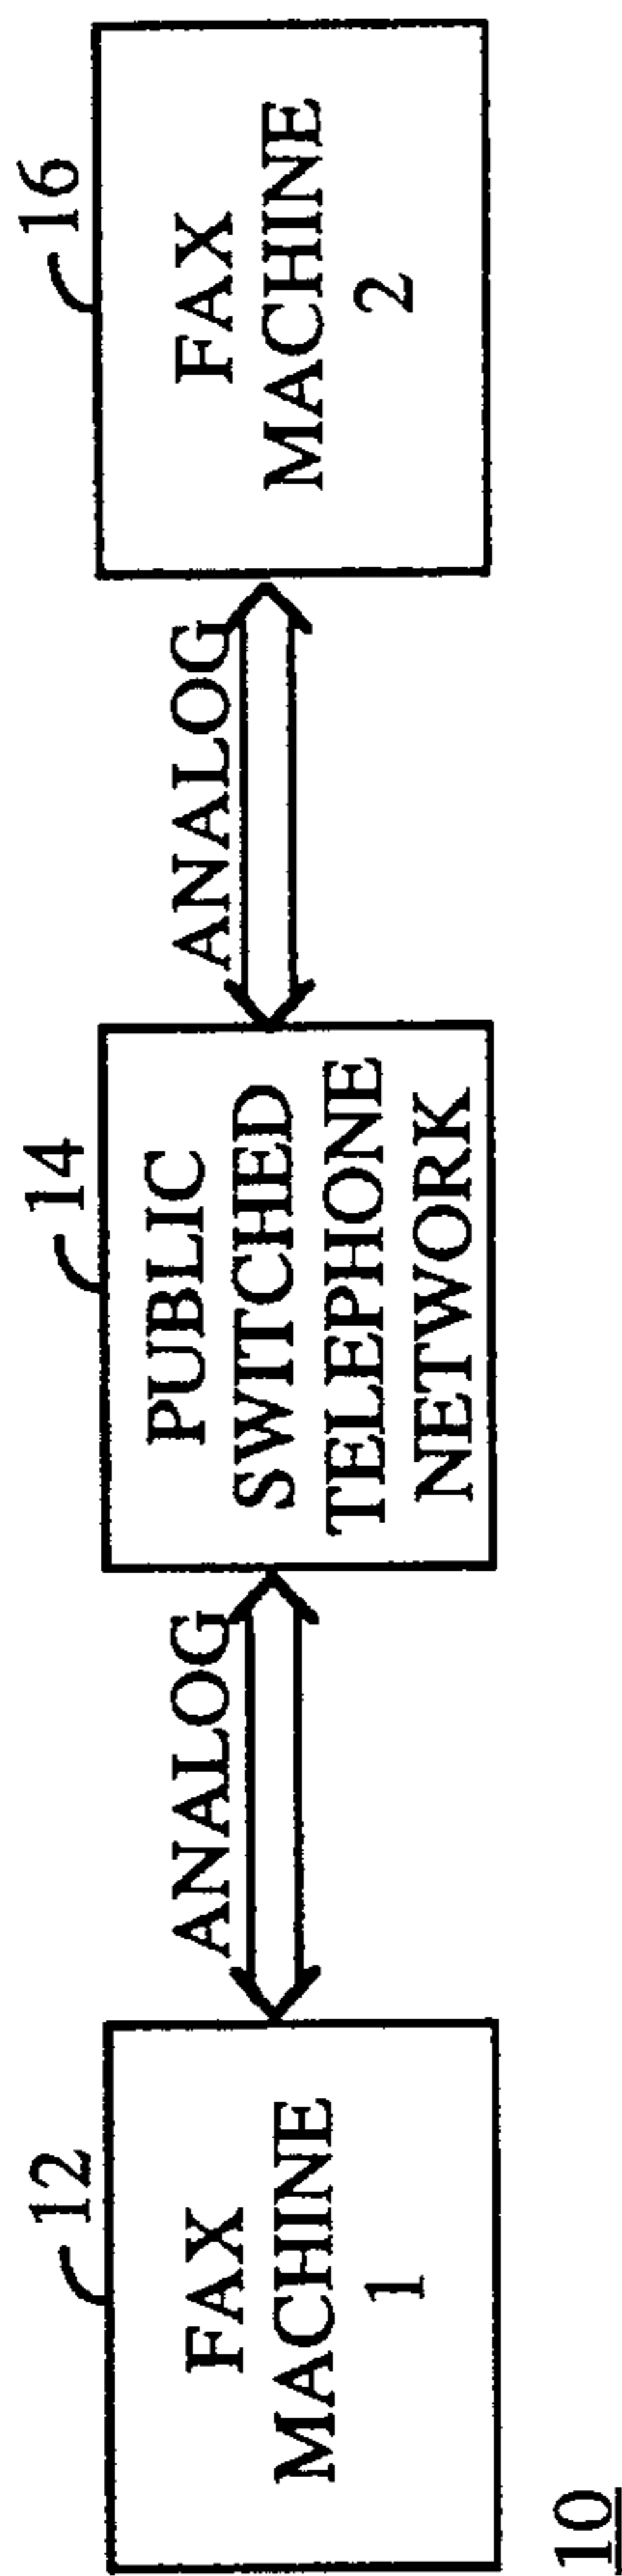 12
FAX
MACHINE
1
ANALOG
14
PUBLIC
SWITCHED
TELEPHONE
NETWORK
ANALOG
16
FAX
MACHINE
2
10